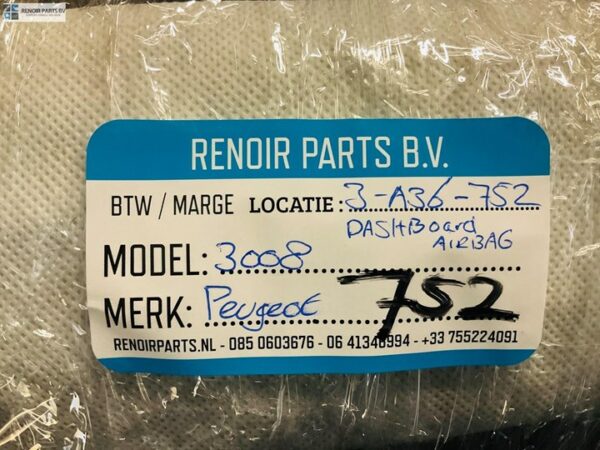 RENOIR PARTS BV
RENOIR PARTS B.V.
BTW / MARGE LOCATIE: 3-A36-752
DASHBoard
AIRBAG
MODEL: 3008
MERK: Peugeot 752
RENOIRPARTS.NL - 085 0603676 - 06 41348994 - +33 755224091